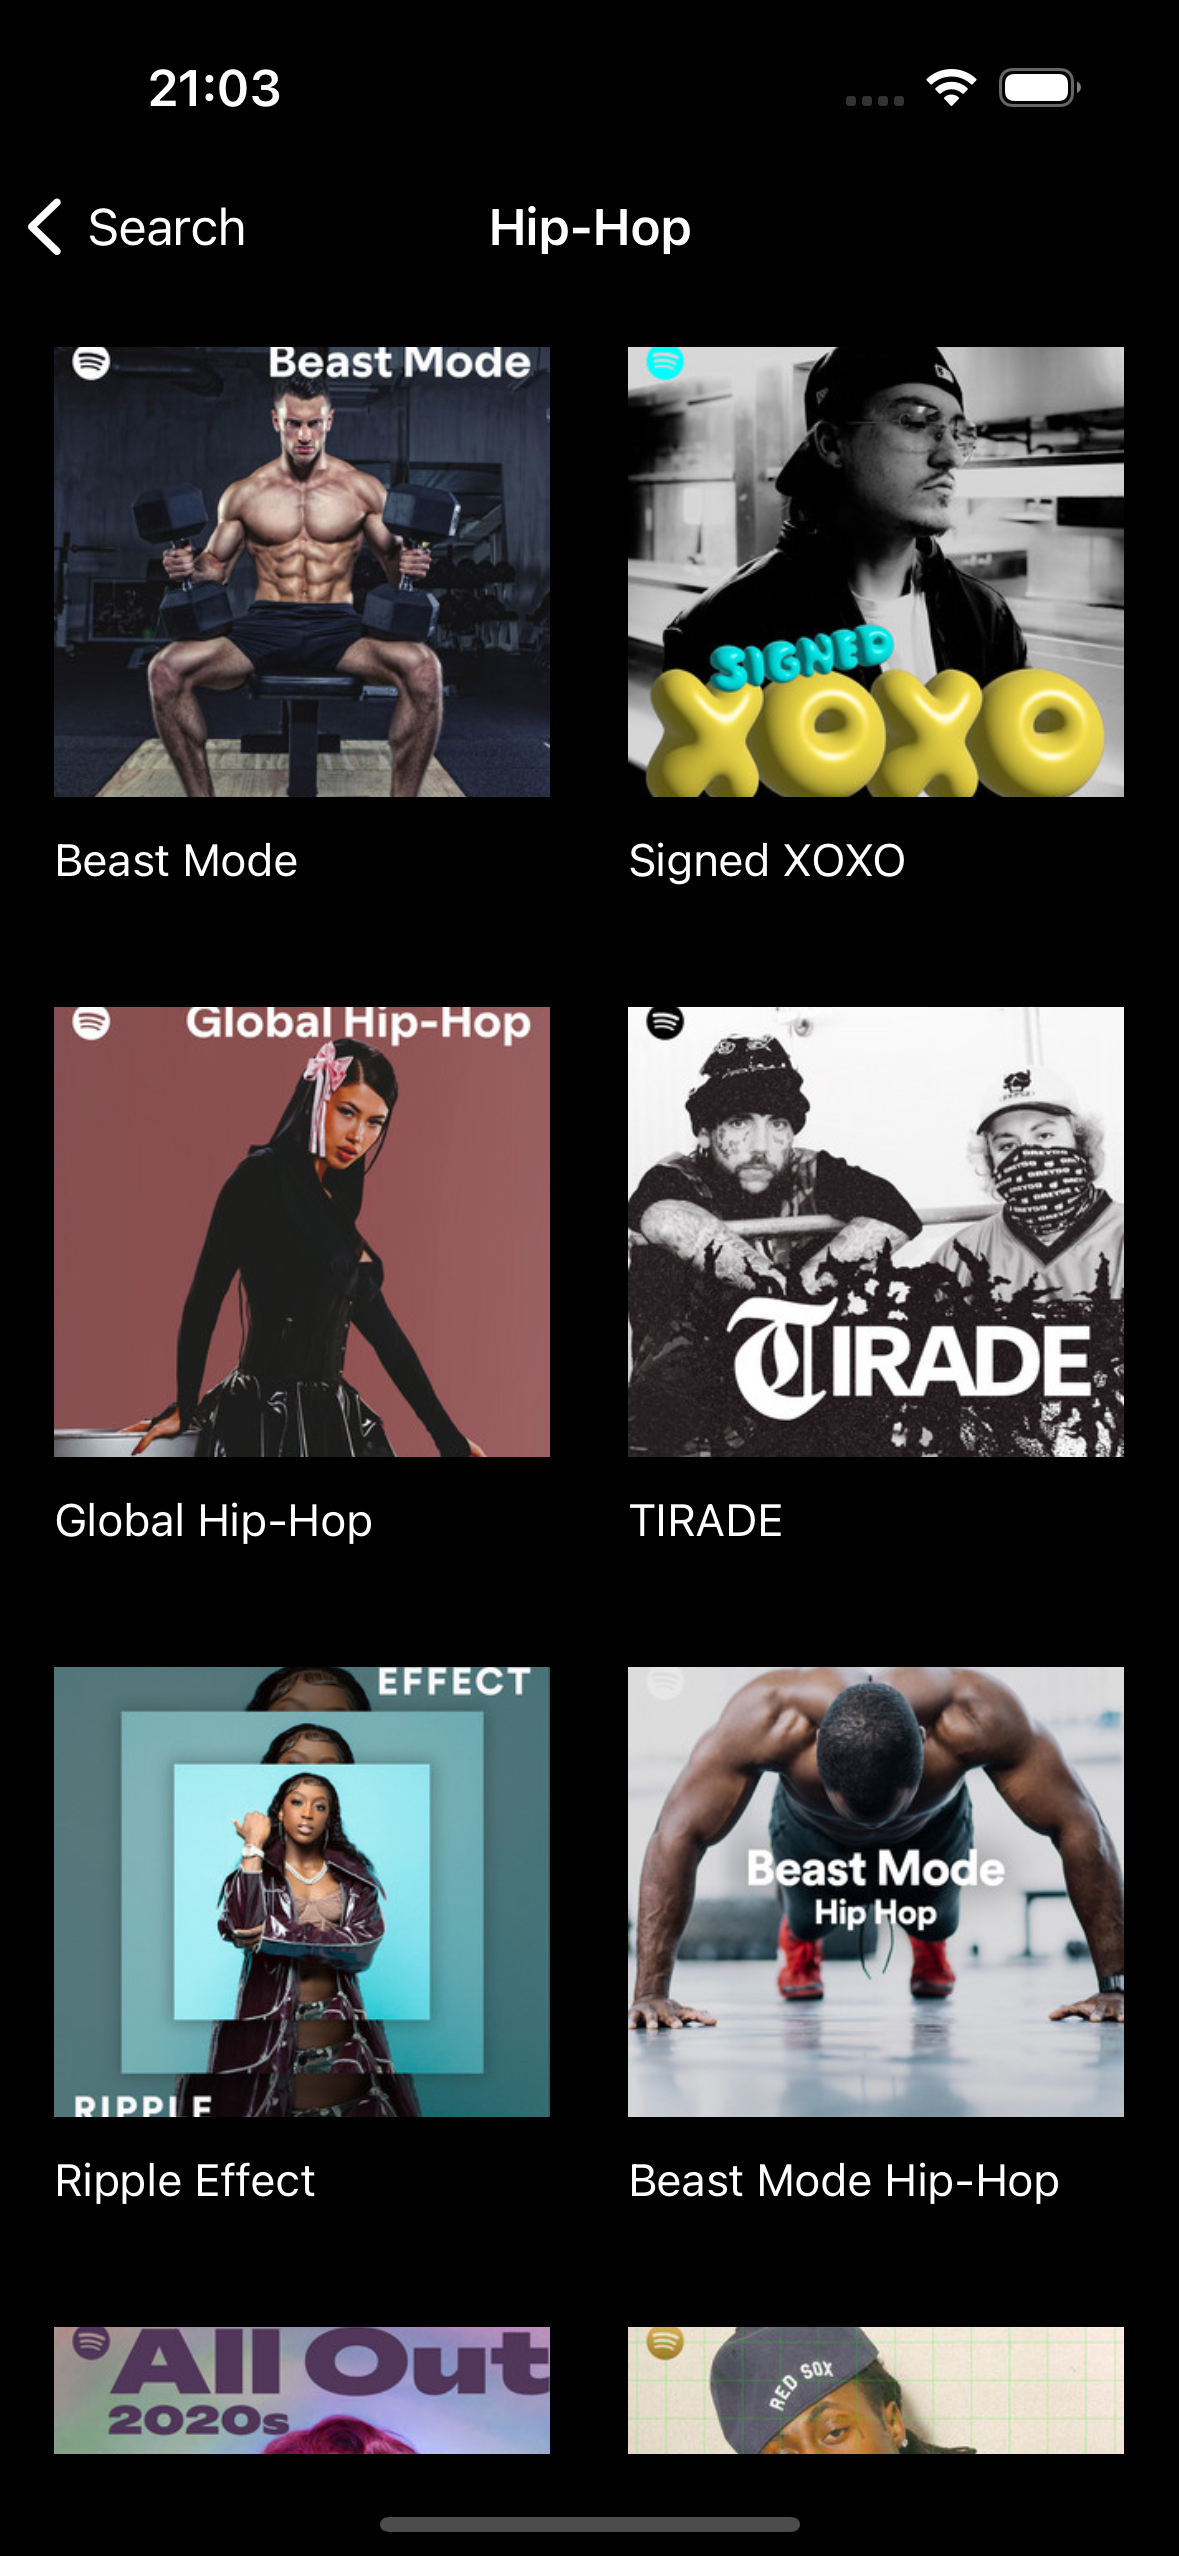 21:03
Search
Hip-Hop
Beast Mode
SIGNED
XOXO
Beast Mode
Signed XOXO
Global Hip-Hop
TIRADE
Global Hip-Hop
TIRADE
EFFECT
RIPPLE
Beast Mode
Hip Hop
Ripple Effect
Beast Mode Hip-Hop
All Out
2020s
RED SOX